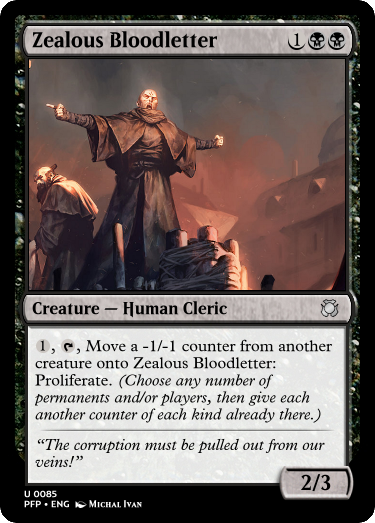 Zealous Bloodletter 1
Creature — Human Cleric
1, , Move a -1/-1 counter from another
creature onto Zealous Bloodletter:
Proliferate. (Choose any number of
permanents and/or players, then give each
another counter of each kind already there.)
“The corruption must be pulled out from our
veins!”
2/3
U 0085
PFP • ENG Michal Ivan